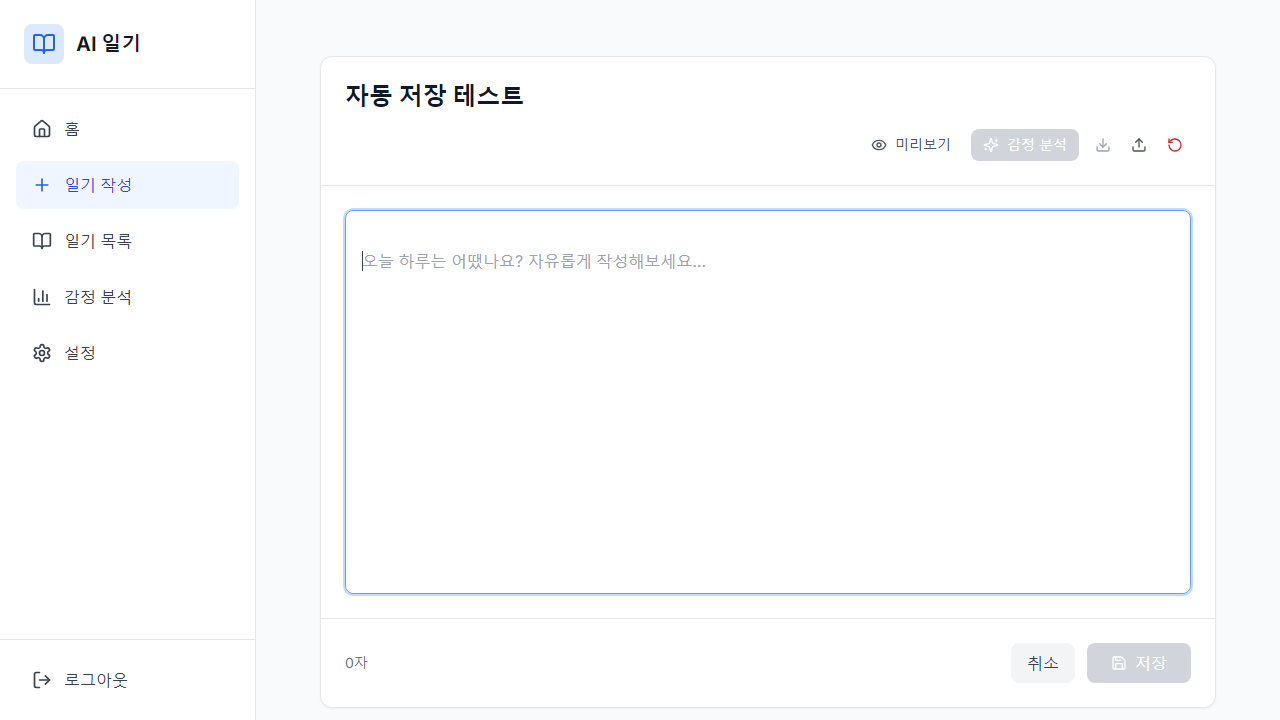 AI 일기
홈
일기 작성
일기 목록
감정 분석
설정
로그아웃
자동 저장 테스트
미리보기
감정 분석
오늘 하루는 어땠나요? 자유롭게 작성해보세요...
0자
취소
저장